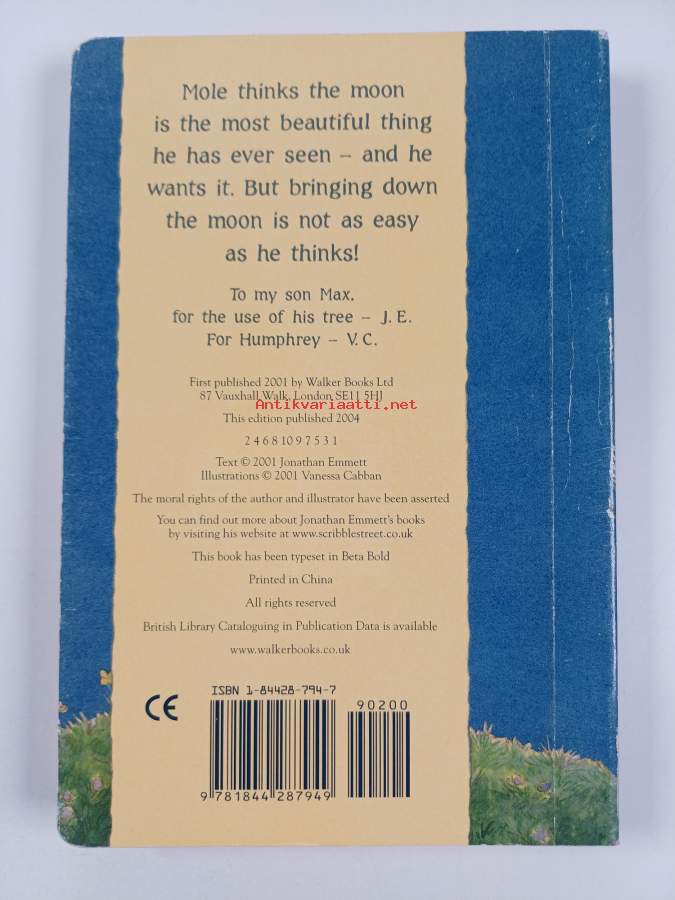 Mole thinks the moon
is the most beautiful thing
he has ever seen – and he
wants it. But bringing down
the moon is not as easy
as he thinks!
To my son Max,
for the use of his tree – J.E.
For Humphrey – V.C.
First published 2001 by Walker Books Ltd
87 Vauxhall Walk, London SE11 5HJ
Antikvariaatti.net
This edition published 2004
2 4 6 8 10 9 7 5 3 1
Text © 2001 Jonathan Emmett
Illustrations © 2001 Vanessa Cabban
The moral rights of the author and illustrator have been asserted
You can find out more about Jonathan Emmett's books
by visiting his website at www.scribblestreet.co.uk
This book has been typeset in Beta Bold
Printed in China
All rights reserved
British Library Cataloguing in Publication Data is available
www.walkerbooks.co.uk
CE
ISBN 1-84428-794-7
90200
9 781844 287949